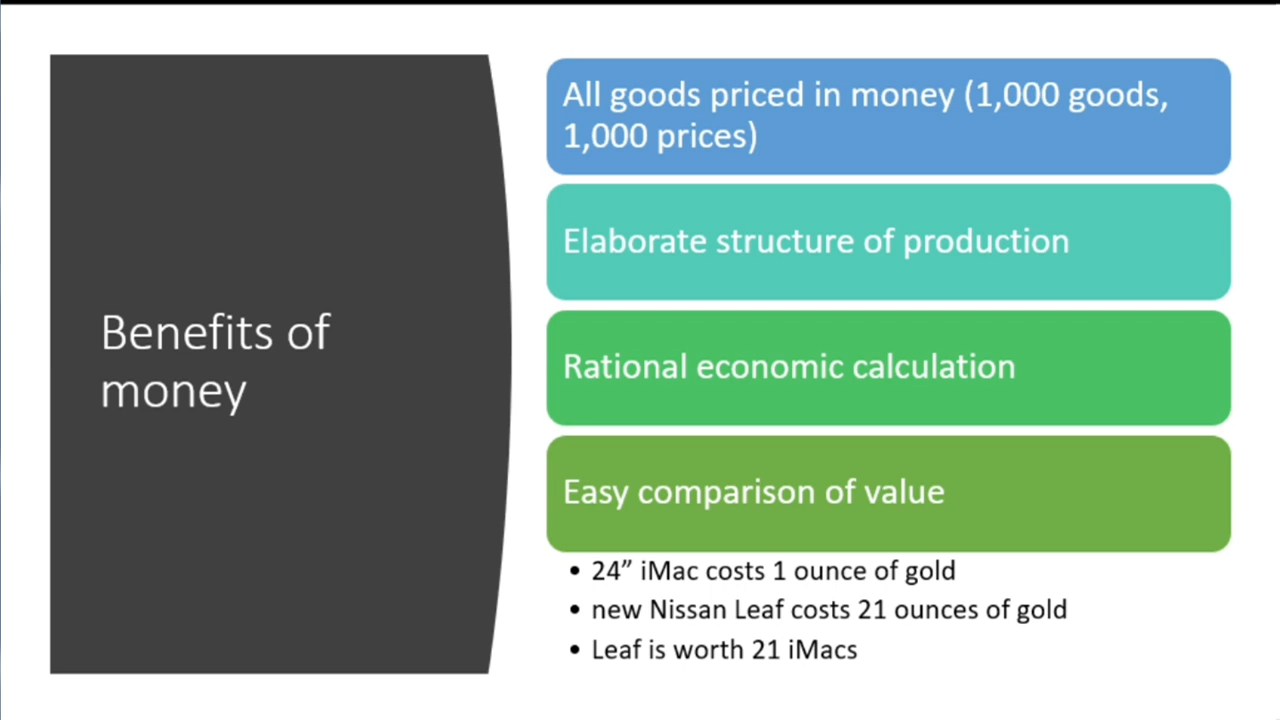 Benefits of
money
All goods priced in money (1,000 goods,
1,000 prices)
Elaborate structure of production
Rational economic calculation
Easy comparison of value
• 24” iMac costs 1 ounce of gold
• new Nissan Leaf costs 21 ounces of gold
• Leaf is worth 21 iMacs